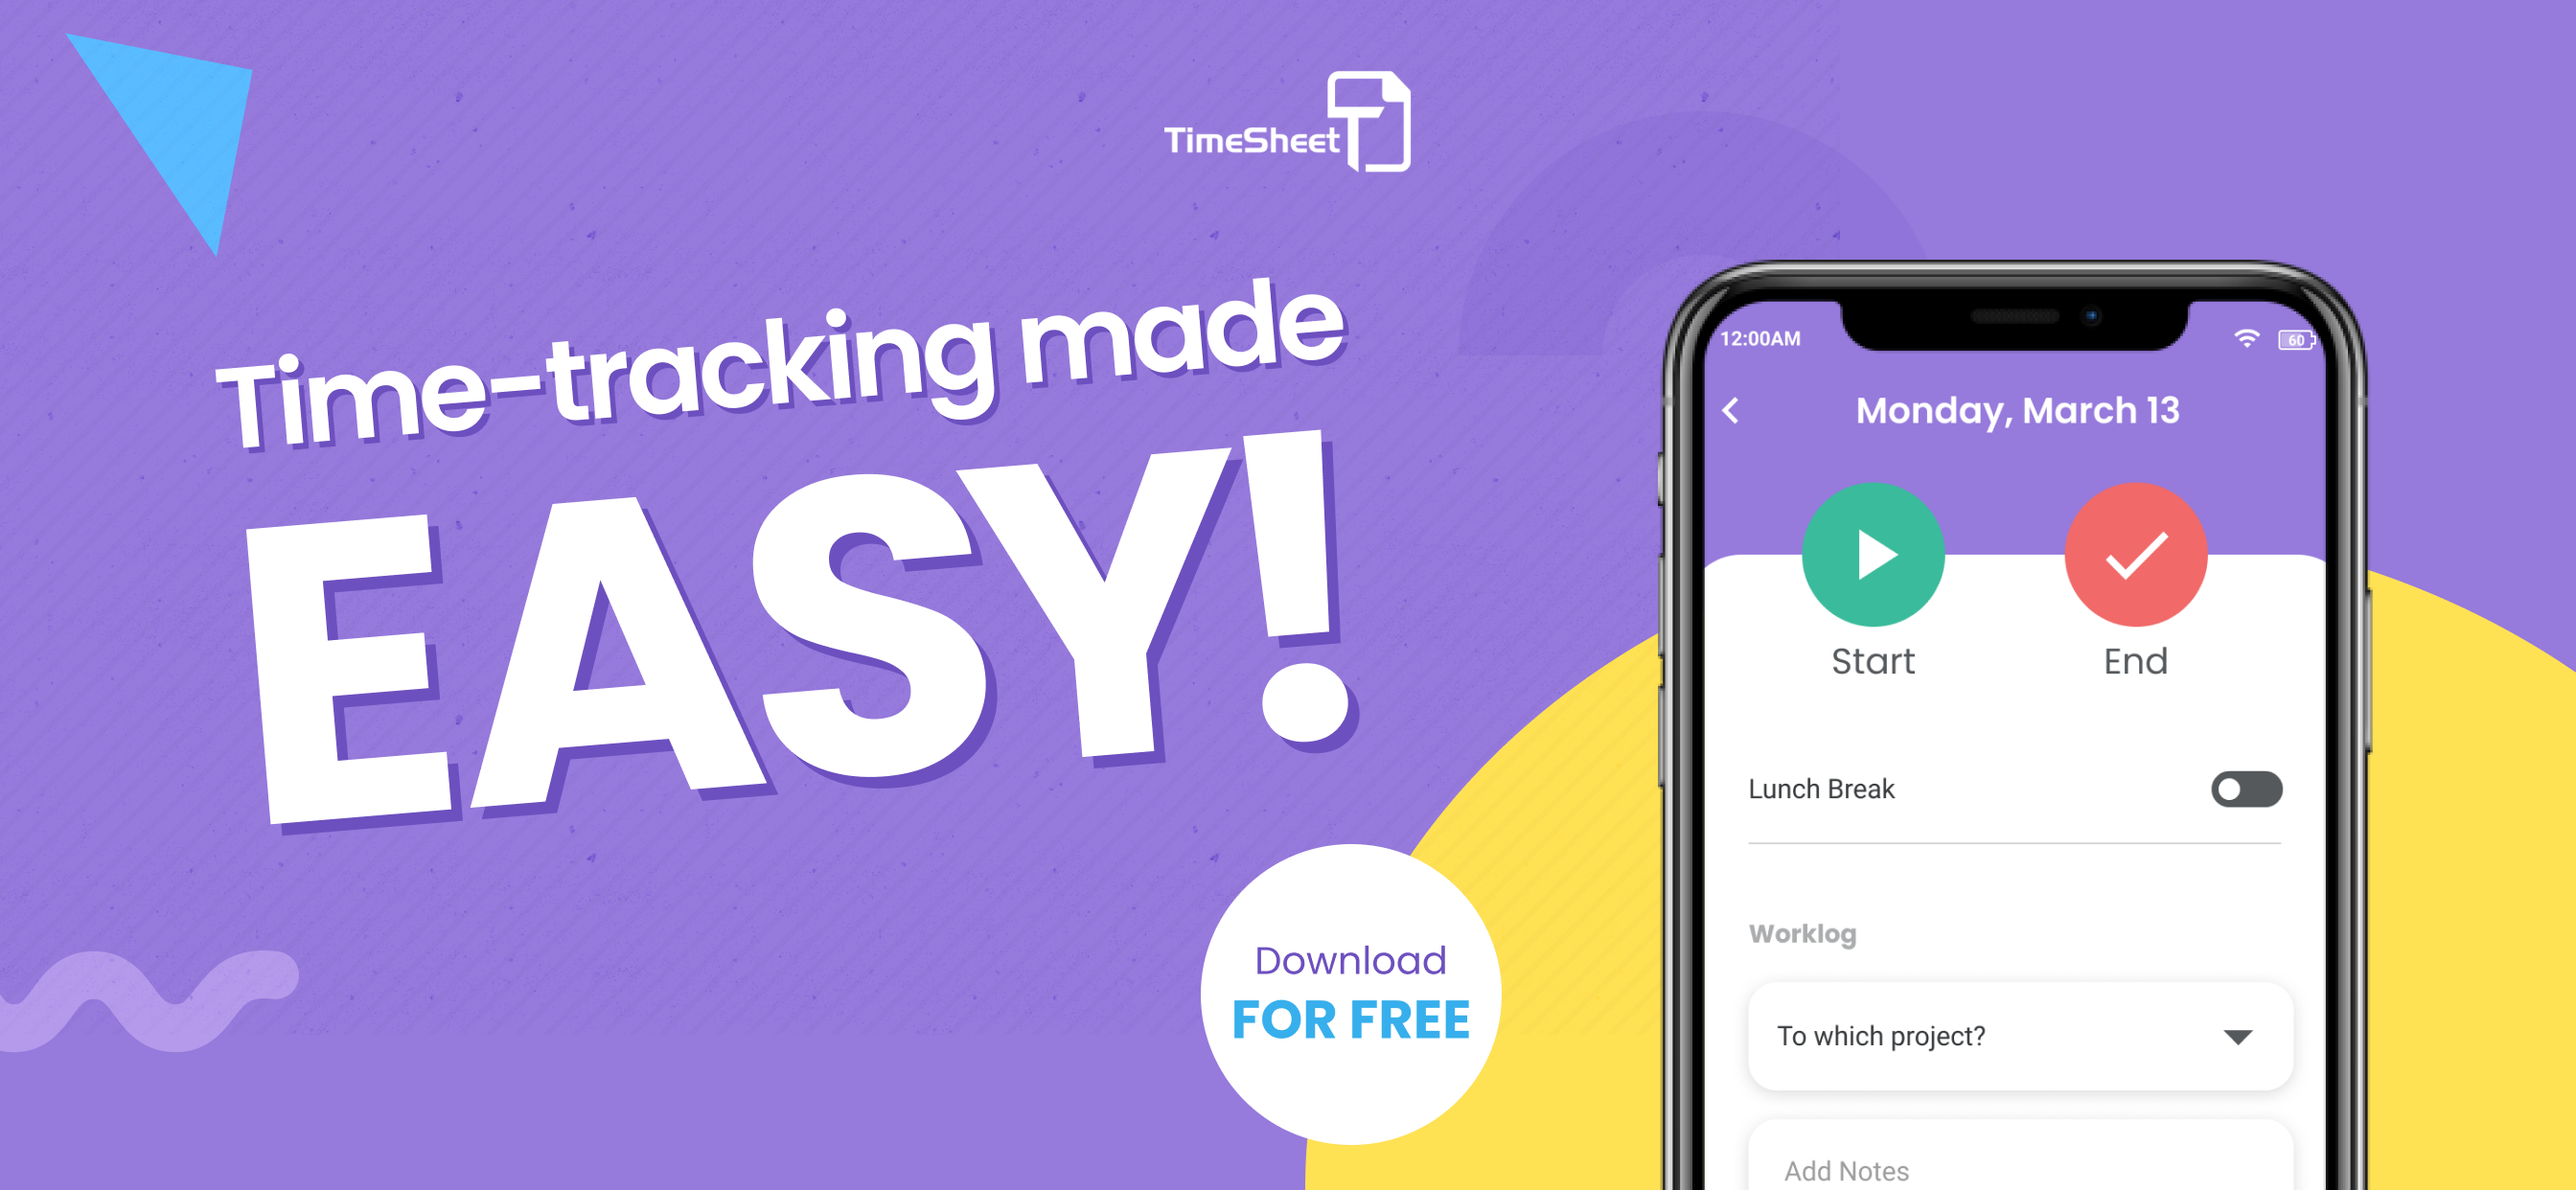 TimeSheet
Time-tracking made
EASY!
Download
FOR FREE
12:00AM
60
Monday, March 13
Start
End
Lunch Break
Worklog
To which project?
Add Notes